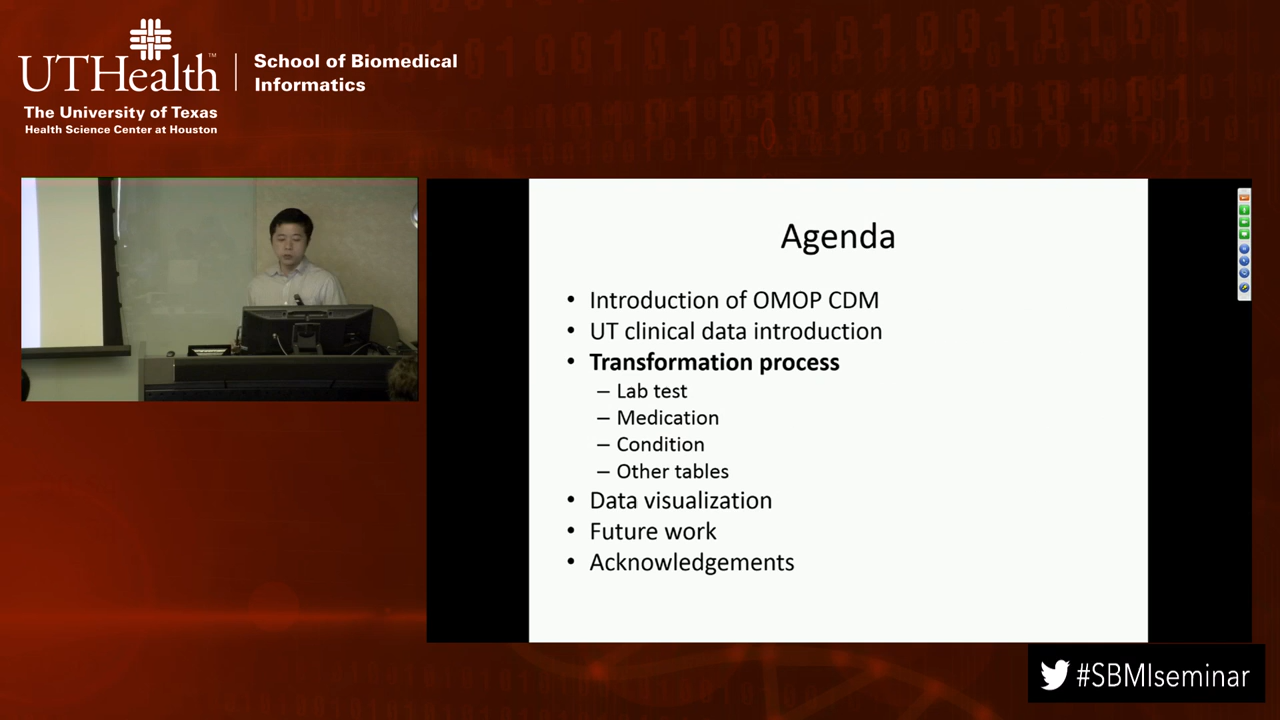 UTHealth™
School of Biomedical
Informatics
The University of Texas
Health Science Center at Houston
Agenda
• Introduction of OMOP CDM
• UT clinical data introduction
• Transformation process
– Lab test
– Medication
– Condition
– Other tables
• Data visualization
• Future work
• Acknowledgements
#SBMIseminar